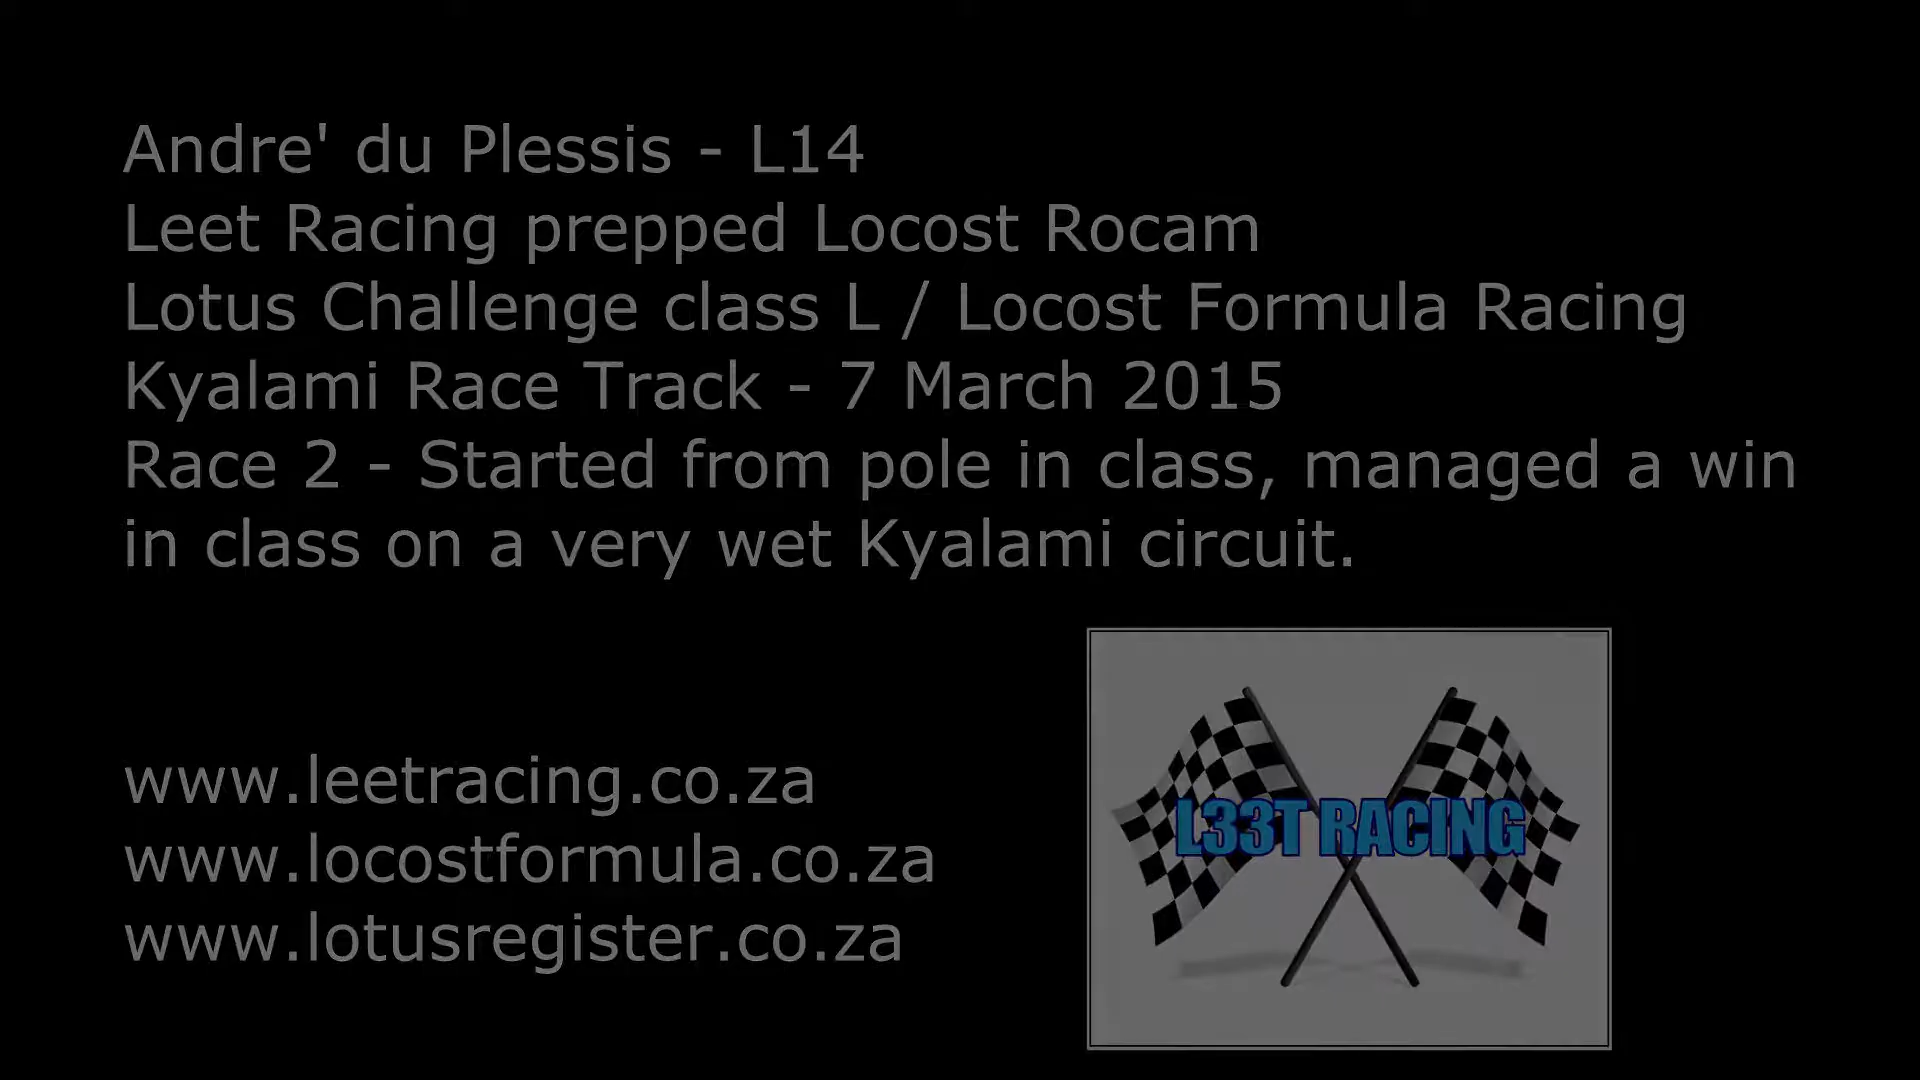 Andre' du Plessis - L14
Leet Racing prepped Locost Rocam
Lotus Challenge class L / Locost Formula Racing
Kyalami Race Track - 7 March 2015
Race 2 - Started from pole in class, managed a win
in class on a very wet Kyalami circuit.
www.leetracing.co.za
www.locostformula.co.za
www.lotusregister.co.za
L33T RACING